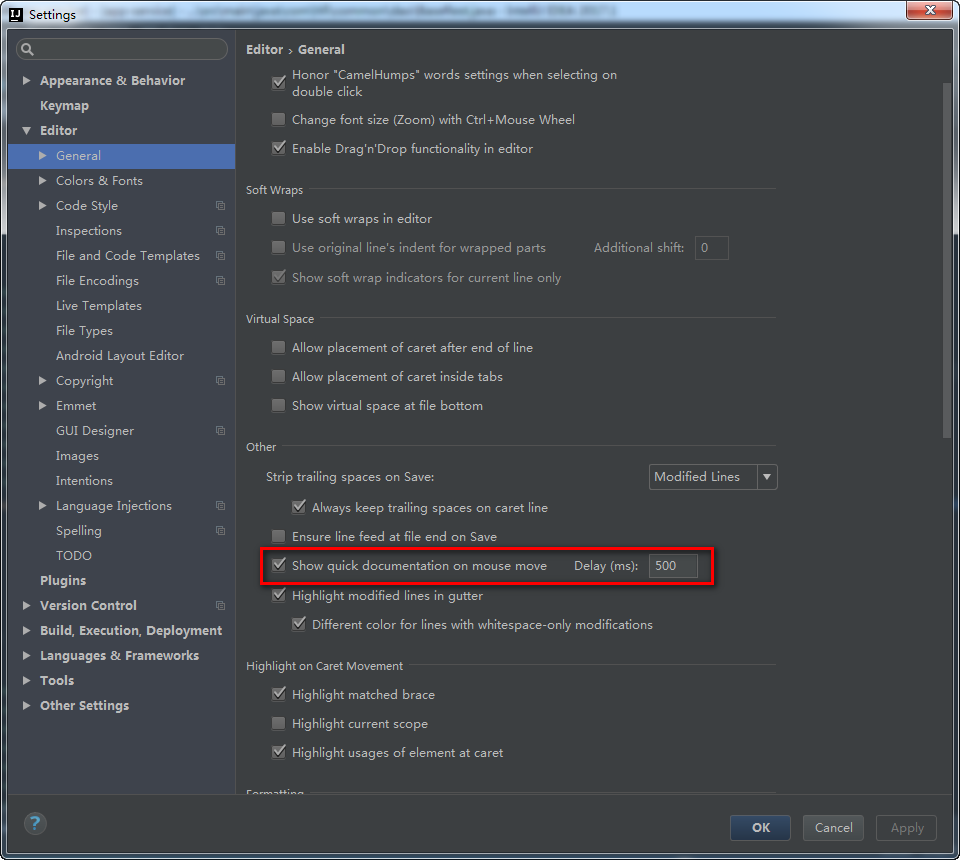 Settings
Editor › General
Appearance & Behavior
Keymap
Editor
General
Colors & Fonts
Code Style
Inspections
File and Code Templates
File Encodings
Live Templates
File Types
Android Layout Editor
Copyright
Emmet
GUI Designer
Images
Intentions
Language Injections
Spelling
TODO
Plugins
Version Control
Build, Execution, Deployment
Languages & Frameworks
Tools
Other Settings
Honor "CamelHumps" words settings when selecting on
double click
Change font size (Zoom) with Ctrl+Mouse Wheel
Enable Drag'n'Drop functionality in editor
Soft Wraps
Use soft wraps in editor
Use original line's indent for wrapped parts Additional shift: 0
Show soft wrap indicators for current line only
Virtual Space
Allow placement of caret after end of line
Allow placement of caret inside tabs
Show virtual space at file bottom
Other
Strip trailing spaces on Save: Modified Lines
Always keep trailing spaces on caret line
Ensure line feed at file end on Save
Show quick documentation on mouse move Delay (ms): 500
Highlight modified lines in gutter
Different color for lines with whitespace-only modifications
Highlight on Caret Movement
Highlight matched brace
Highlight current scope
Highlight usages of element at caret
Formatting
? OK Cancel Apply